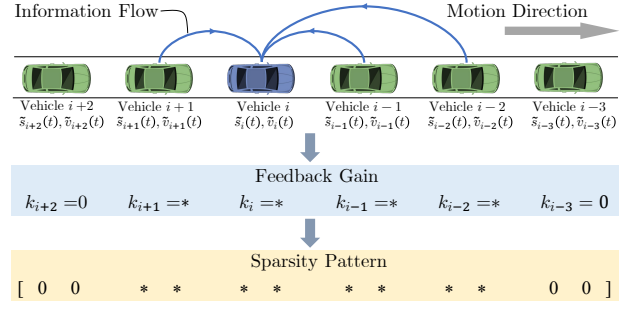 Information Flow
Motion Direction
Vehicle i+2 Vehicle i+1 Vehicle i Vehicle i−1 Vehicle i−2 Vehicle i−3
s̃ᵢ₊₂(t), ṽᵢ₊₂(t) s̃ᵢ₊₁(t), ṽᵢ₊₁(t) s̃ᵢ(t), ṽᵢ(t) s̃ᵢ₋₁(t), ṽᵢ₋₁(t) s̃ᵢ₋₂(t), ṽᵢ₋₂(t) s̃ᵢ₋₃(t), ṽᵢ₋₃(t)
Feedback Gain
kᵢ₊₂ =0 kᵢ₊₁ =* kᵢ =* kᵢ₋₁ =* kᵢ₋₂ =* kᵢ₋₃ = 0
Sparsity Pattern
[ 0 0 * * * * * * * * 0 0 ]